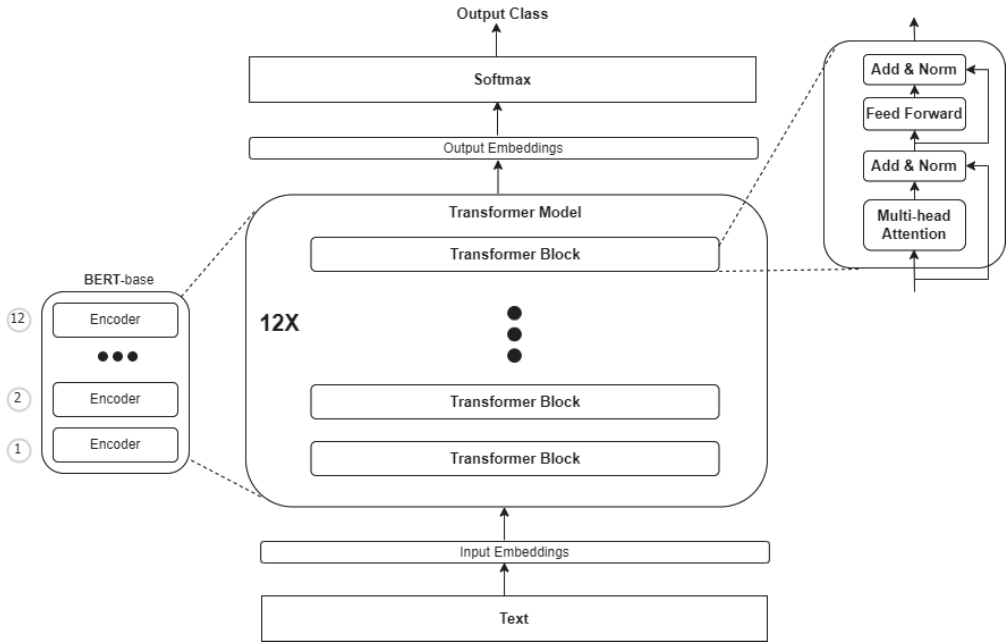 Output Class
Softmax
Output Embeddings
Transformer Model
Transformer Block
12X
Transformer Block
Transformer Block
Input Embeddings
Text
BERT-base
12
Encoder
2
Encoder
1
Encoder
Add & Norm
Feed Forward
Add & Norm
Multi-head
Attention